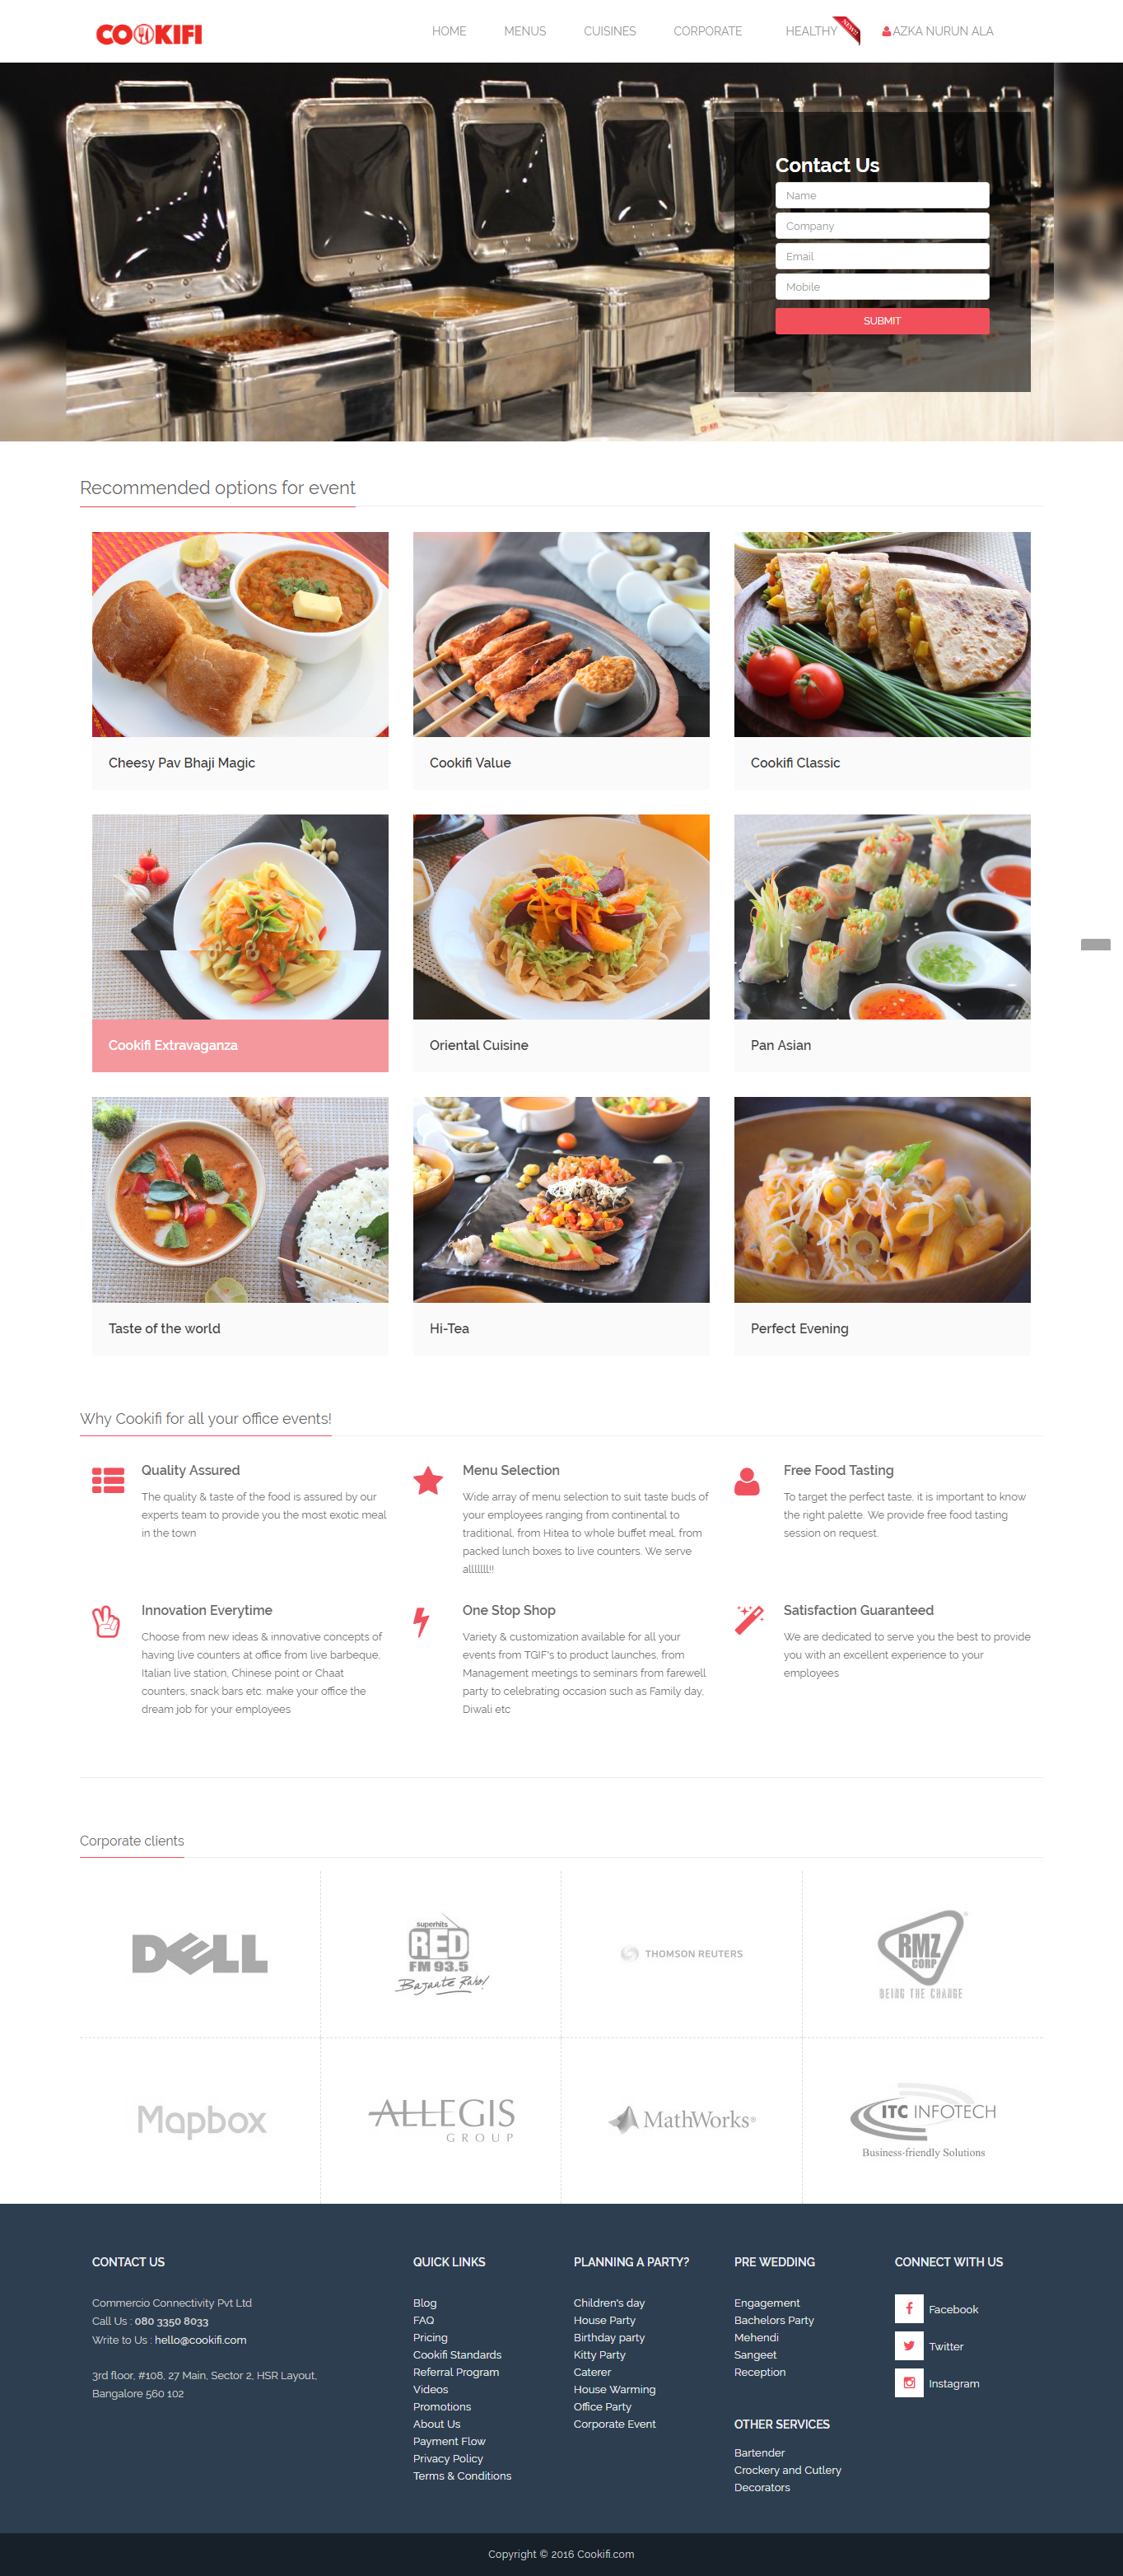 COOKIFI
HOME MENUS CUISINES CORPORATE HEALTHY NEW!! AZKA NURUN ALA
Contact Us
Name
Company
Email
Mobile
SUBMIT
Recommended options for event
Cheesy Pav Bhaji Magic
Cookifi Value
Cookifi Classic
Cookifi Extravaganza
Oriental Cuisine
Pan Asian
Taste of the world
Hi-Tea
Perfect Evening
Why Cookifi for all your office events!
Quality Assured
The quality & taste of the food is assured by our
experts team to provide you the most exotic meal
in the town
Menu Selection
Wide array of menu selection to suit taste buds of
your employees ranging from continental to
traditional, from Hitea to whole buffet meal, from
packed lunch boxes to live counters. We serve
alllllll!!
Free Food Tasting
To target the perfect taste, it is important to know
the right palette. We provide free food tasting
session on request.
Innovation Everytime
Choose from new ideas & innovative concepts of
having live counters at office from live barbeque,
Italian live station, Chinese point or Chaat
counters, snack bars etc. make your office the
dream job for your employees
One Stop Shop
Variety & customization available for all your
events from TGIF's to product launches, from
Management meetings to seminars from farewell
party to celebrating occasion such as Family day,
Diwali etc
Satisfaction Guaranteed
We are dedicated to serve you the best to provide
you with an excellent experience to your
employees
Corporate clients
DELL
superhits
RED
FM 93.5
Bajaate Raho!
THOMSON REUTERS
RMZ
CORP
BEING THE CHANGE
Mapbox
ALLEGIS
GROUP
MathWorks®
ITC INFOTECH
Business-friendly Solutions
CONTACT US
Commercio Connectivity Pvt Ltd
Call Us : 080 3350 8033
Write to Us : hello@cookifi.com
3rd floor, #108, 27 Main, Sector 2, HSR Layout,
Bangalore 560 102
QUICK LINKS
Blog
FAQ
Pricing
Cookifi Standards
Referral Program
Videos
Promotions
About Us
Payment Flow
Privacy Policy
Terms & Conditions
PLANNING A PARTY?
Children's day
House Party
Birthday party
Kitty Party
Caterer
House Warming
Office Party
Corporate Event
PRE WEDDING
Engagement
Bachelors Party
Mehendi
Sangeet
Reception
OTHER SERVICES
Bartender
Crockery and Cutlery
Decorators
CONNECT WITH US
Facebook
Twitter
Instagram
Copyright © 2016 Cookifi.com